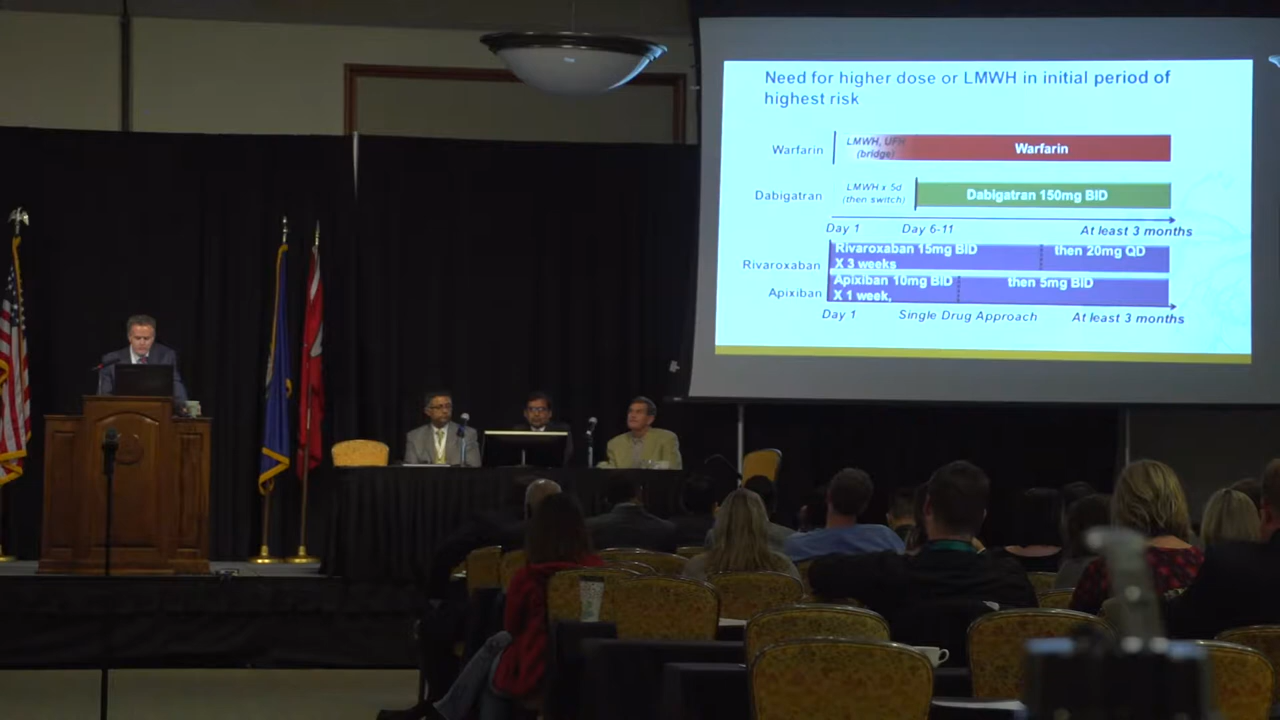 Need for higher dose or LMWH in initial period of
highest risk
Warfarin
LMWH, UFH
(bridge)
Warfarin
Dabigatran
LMWH x 5d
(then switch)
Dabigatran 150mg BID
Day 1
Day 6-11
At least 3 months
Rivaroxaban
Rivaroxaban 15mg BID
X 3 weeks
then 20mg QD
Apixiban
Apixiban 10mg BID
X 1 week,
then 5mg BID
Day 1
Single Drug Approach
At least 3 months